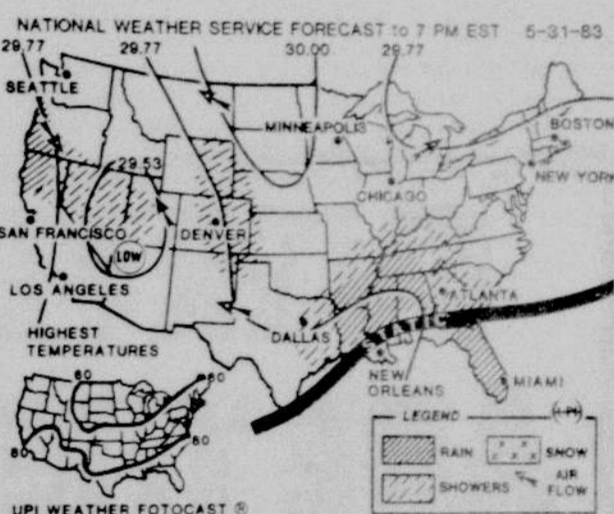 NATIONAL WEATHER SERVICE FORECAST to 7 PM EST 5-31-83
29.77 29.77 30.00 29.77
SEATTLE
MINNEAPOLIS
BOSTON
NEW YORK
29.53
CHICAGO
SAN FRANCISCO
DENVER
LOW
LOS ANGELES
ATLANTA
HIGHEST
TEMPERATURES
DALLAS
NEW
ORLEANS
MIAMI
60 60
80 80
LEGEND
RAIN SNOW
SHOWERS AIR
FLOW
UPI WEATHER FOTOCAST ®